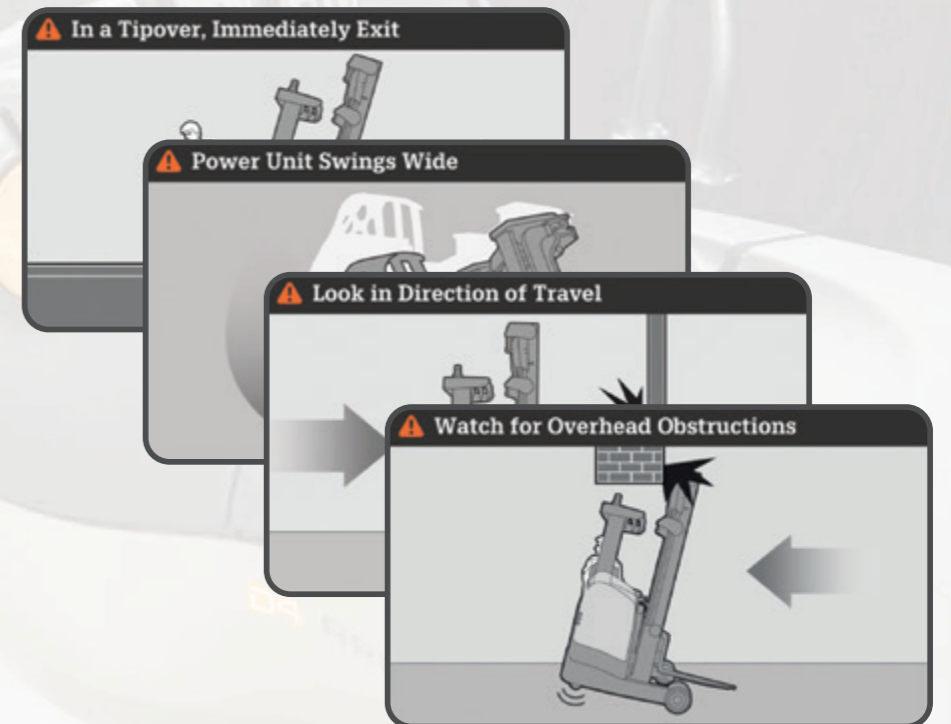 In a Tipover, Immediately Exit
Power Unit Swings Wide
Look in Direction of Travel
Watch for Overhead Obstructions